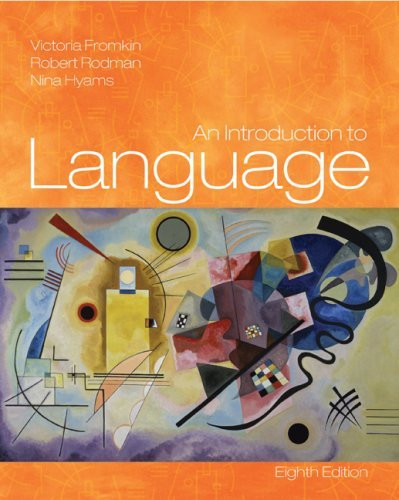 Victoria Fromkin
Robert Rodman
Nina Hyams
An Introduction to
Language
Eighth Edition